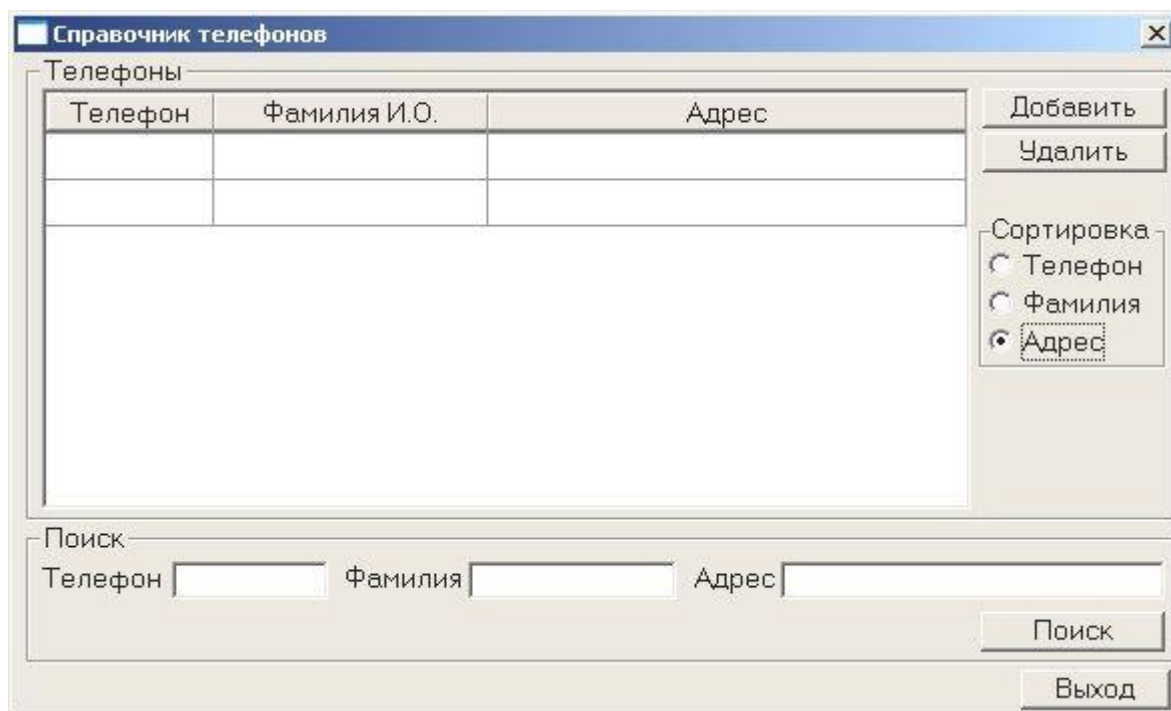 Справочник телефонов
Телефоны
Телефон Фамилия И.О. Адрес
Добавить
Удалить
Сортировка
Телефон
Фамилия
Адрес
Поиск
Телефон Фамилия Адрес
Поиск
Выход